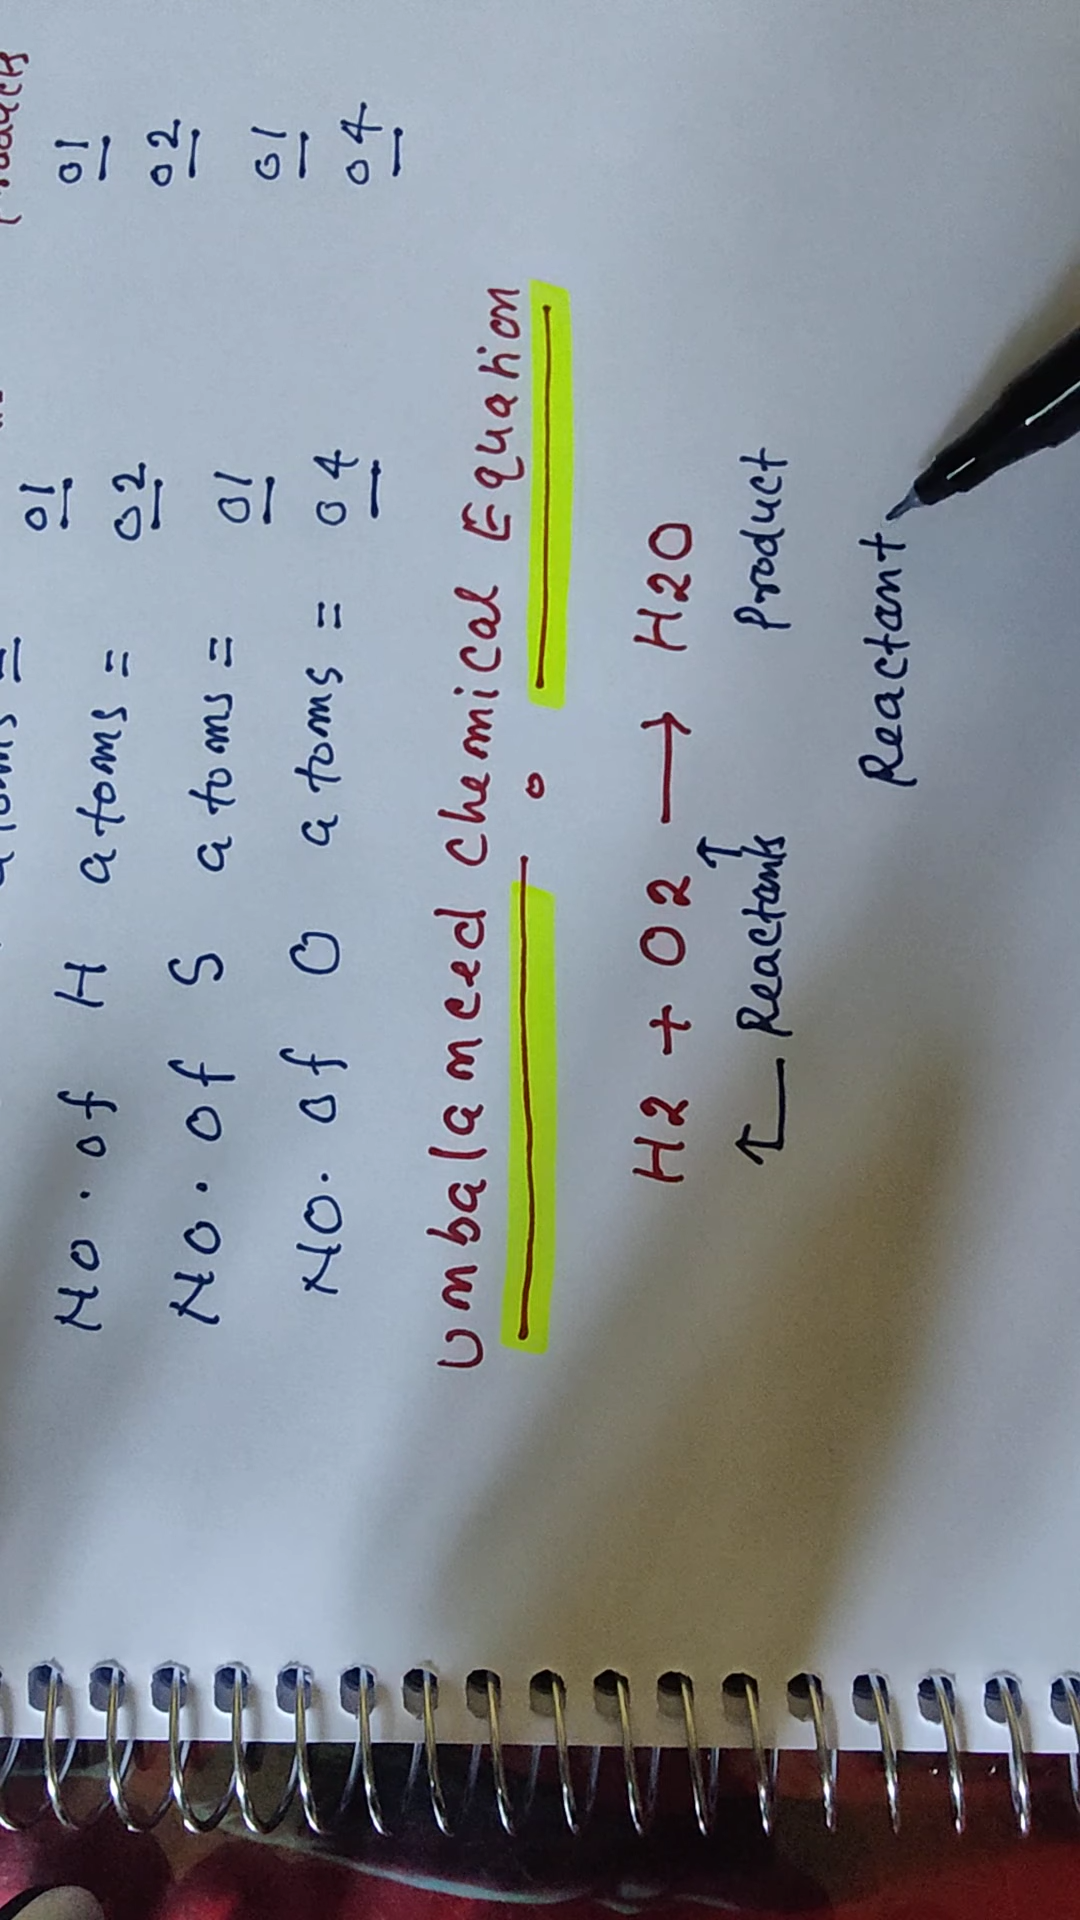 01 01
No. of H atoms = 02 02
No. of S atoms = 01 01
No. of O atoms = 04 04
Unbalanced Chemical Equation
H2 + O2 → H2O
Reactants Product
Reactant